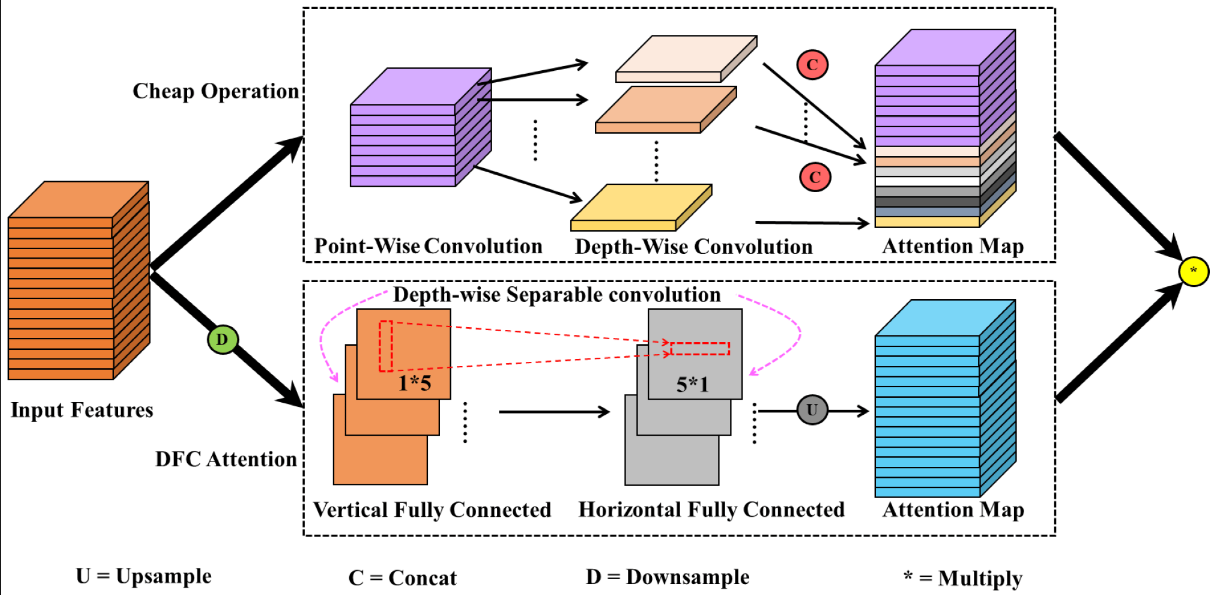 Cheap Operation
C
C
Point-Wise Convolution
Depth-Wise Convolution
Attention Map
*
Input Features
D
DFC Attention
Depth-wise Separable convolution
1*5
5*1
U
Vertical Fully Connected
Horizontal Fully Connected
Attention Map
U = Upsample
C = Concat
D = Downsample
* = Multiply